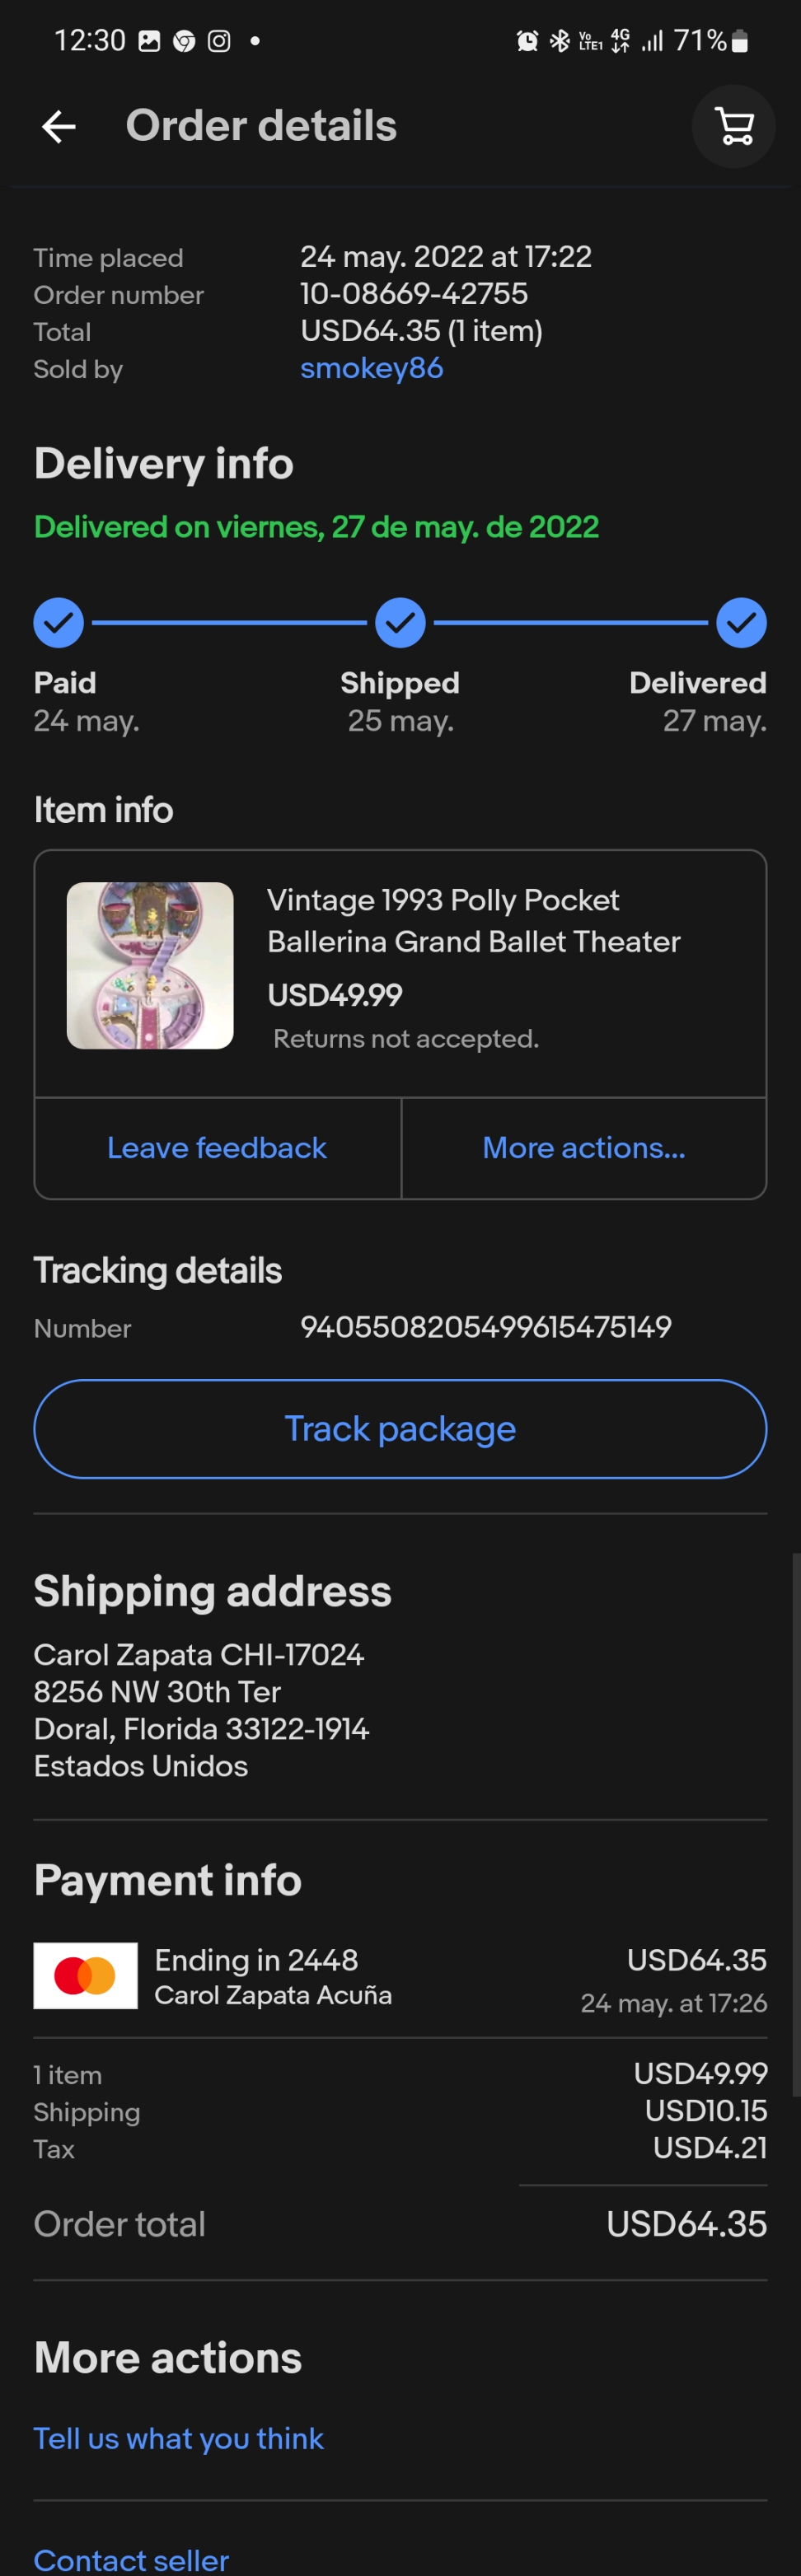 12:30 Vo LTE1 4G 71%
Order details
Time placed 24 may. 2022 at 17:22
Order number 10-08669-42755
Total USD64.35 (1 item)
Sold by smokey86
Delivery info
Delivered on viernes, 27 de may. de 2022
Paid Shipped Delivered
24 may. 25 may. 27 may.
Item info
Vintage 1993 Polly Pocket
Ballerina Grand Ballet Theater
USD49.99
Returns not accepted.
Leave feedback More actions...
Tracking details
Number 9405508205499615475149
Track package
Shipping address
Carol Zapata CHI-17024
8256 NW 30th Ter
Doral, Florida 33122-1914
Estados Unidos
Payment info
Ending in 2448 USD64.35
Carol Zapata Acuña 24 may. at 17:26
1 item USD49.99
Shipping USD10.15
Tax USD4.21
Order total USD64.35
More actions
Tell us what you think
Contact seller